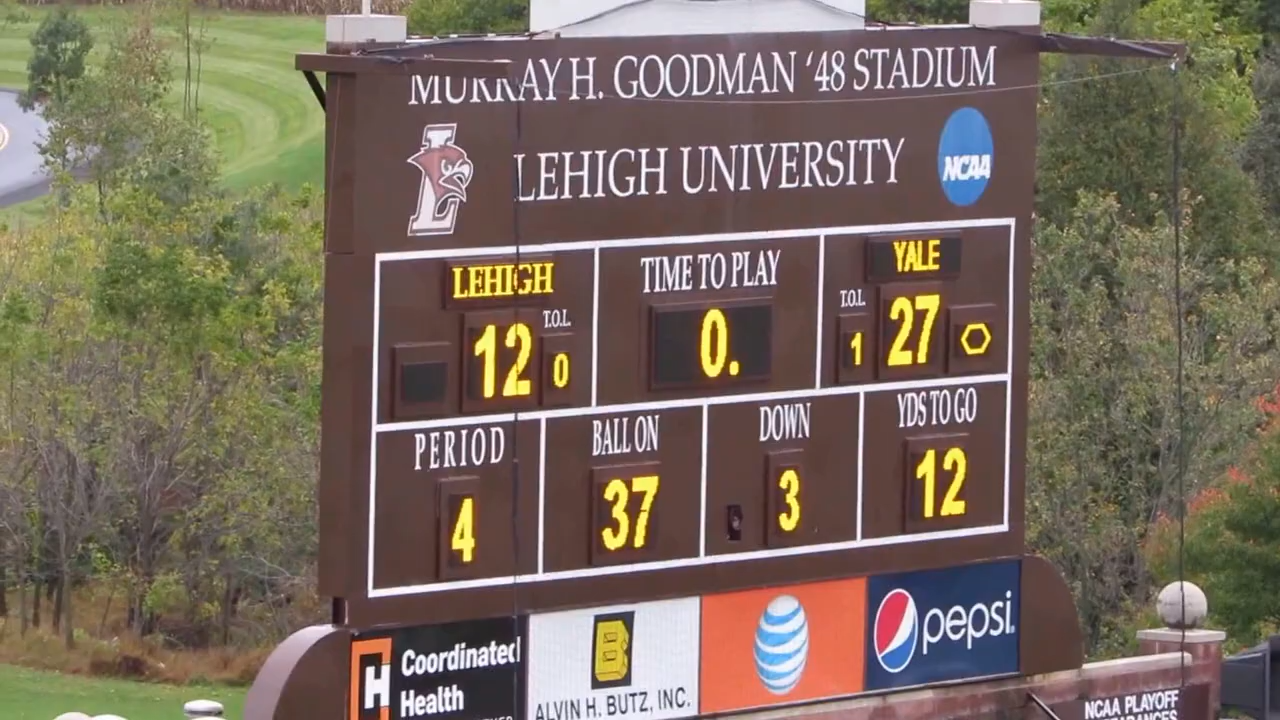 MURRAY H. GOODMAN '48 STADIUM
LEHIGH UNIVERSITY
L
NCAA
LEHIGH
12
T.O.L.
0
TIME TO PLAY
0.
YALE
T.O.L.
1
27
PERIOD
4
BALL ON
37
DOWN
3
YDS TO GO
12
H
Coordinated
Health
B
ALVIN H. BUTZ, INC.
pepsi
NCAA PLAYOFF